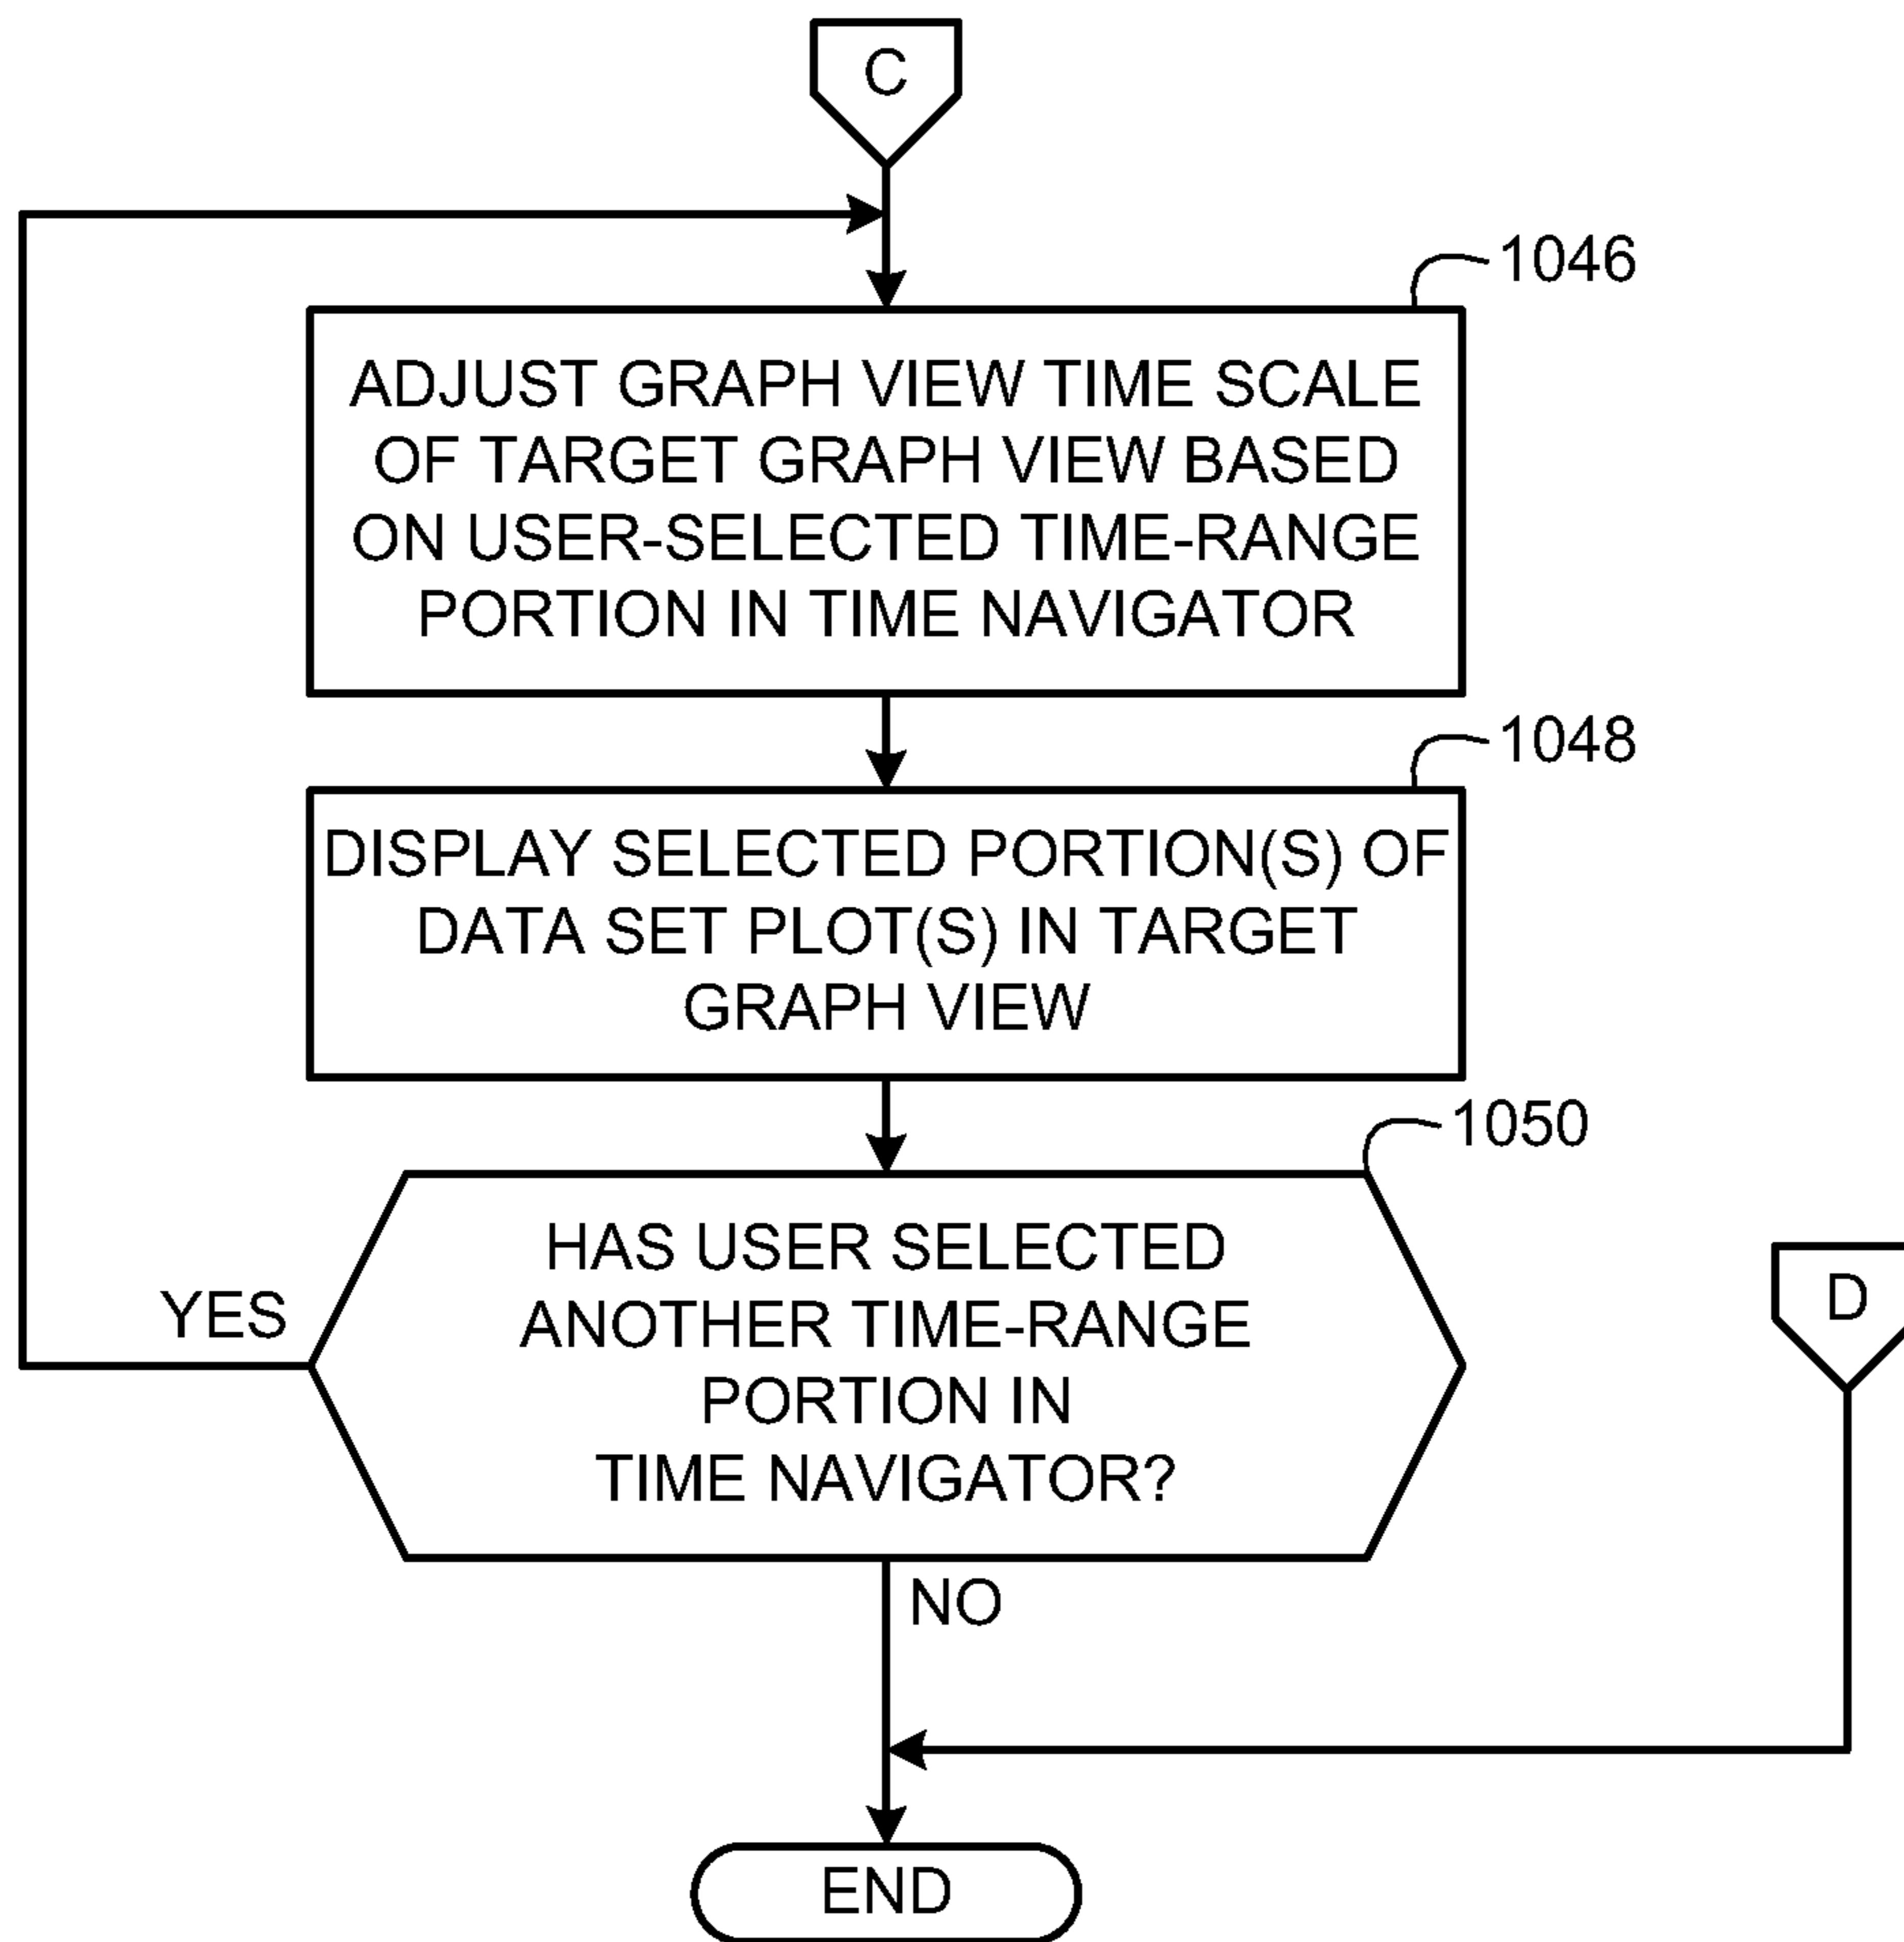 C
1046
ADJUST GRAPH VIEW TIME SCALE
OF TARGET GRAPH VIEW BASED
ON USER-SELECTED TIME-RANGE
PORTION IN TIME NAVIGATOR
1048
DISPLAY SELECTED PORTION(S) OF
DATA SET PLOT(S) IN TARGET
GRAPH VIEW
1050
HAS USER SELECTED
ANOTHER TIME-RANGE
PORTION IN
TIME NAVIGATOR?
YES
D
NO
END